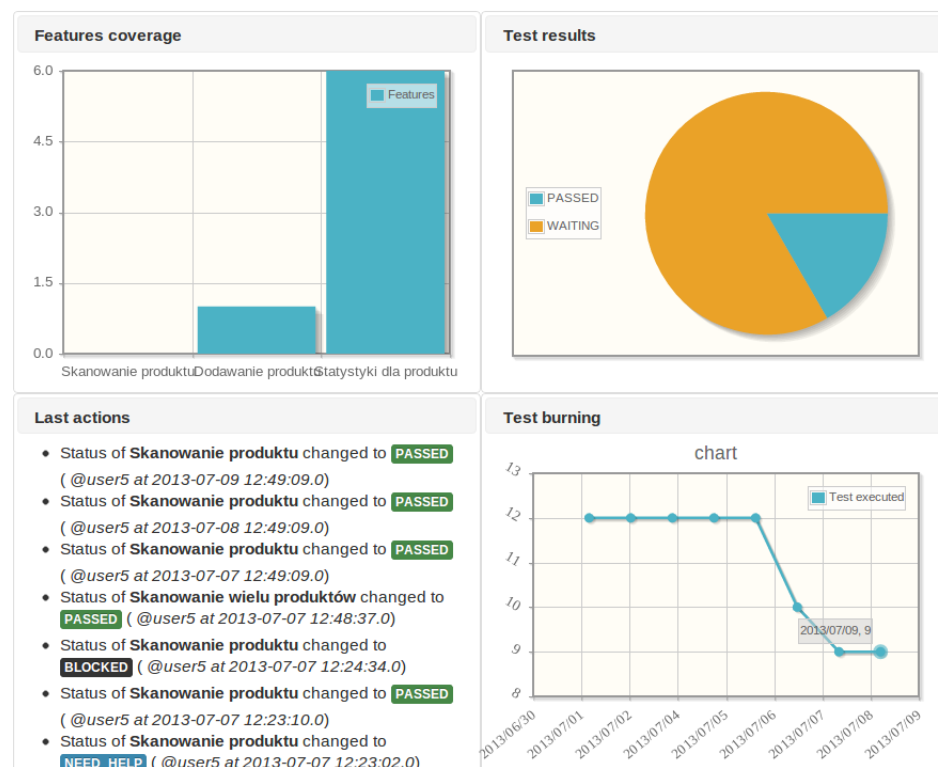 Features coverage
6.0
4.5
3.0
1.5
0.0
Features
Skanowanie produktu
Dodawanie produktu
Statystyki dla produktu
Test results
PASSED
WAITING
Last actions
Status of Skanowanie produktu changed to PASSED
( @user5 at 2013-07-09 12:49:09.0)
Status of Skanowanie produktu changed to PASSED
( @user5 at 2013-07-08 12:49:09.0)
Status of Skanowanie produktu changed to PASSED
( @user5 at 2013-07-07 12:49:09.0)
Status of Skanowanie wielu produktów changed to
PASSED ( @user5 at 2013-07-07 12:48:37.0)
Status of Skanowanie produktu changed to
BLOCKED ( @user5 at 2013-07-07 12:24:34.0)
Status of Skanowanie produktu changed to PASSED
( @user5 at 2013-07-07 12:23:10.0)
Status of Skanowanie produktu changed to
NEED_HELP ( @user5 at 2013-07-07 12:23:02.0)
Test burning
chart
13
12
11
10
9
8
Test executed
2013/07/09, 9
2013/06/30
2013/07/01
2013/07/02
2013/07/04
2013/07/05
2013/07/06
2013/07/07
2013/07/08
2013/07/09